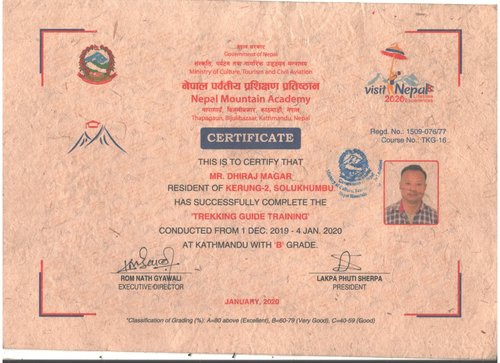 नेपाल सरकार
Government of Nepal
संस्कृति, पर्यटन तथा नागरिक उड्डयन मन्त्रालय
Ministry of Culture, Tourism and Civil Aviation
नेपाल पर्वतीय प्रशिक्षण प्रतिष्ठान
Nepal Mountain Academy
Thapagaun, Bijulibazaar, Kathmandu, Nepal
visit Nepal
2020
Lifetime Experiences
Regd. No.: 1509-076/77
Course No.: TKG-16
CERTIFICATE
THIS IS TO CERTIFY THAT
MR. DHIRAJ MAGAR
RESIDENT OF KERUNG-2, SOLUKHUMBU
HAS SUCCESSFULLY COMPLETE THE
'TREKKING GUIDE TRAINING'
CONDUCTED FROM 1 DEC. 2019 - 4 JAN. 2020
AT KATHMANDU WITH 'B' GRADE.
ROM NATH GYAWALI
EXECUTIVE DIRECTOR
LAKPA PHUTI SHERPA
PRESIDENT
JANUARY, 2020
*Classification of Grading (%): A=80 above (Excellent), B=60-79 (Very Good), C=40-59 (Good)